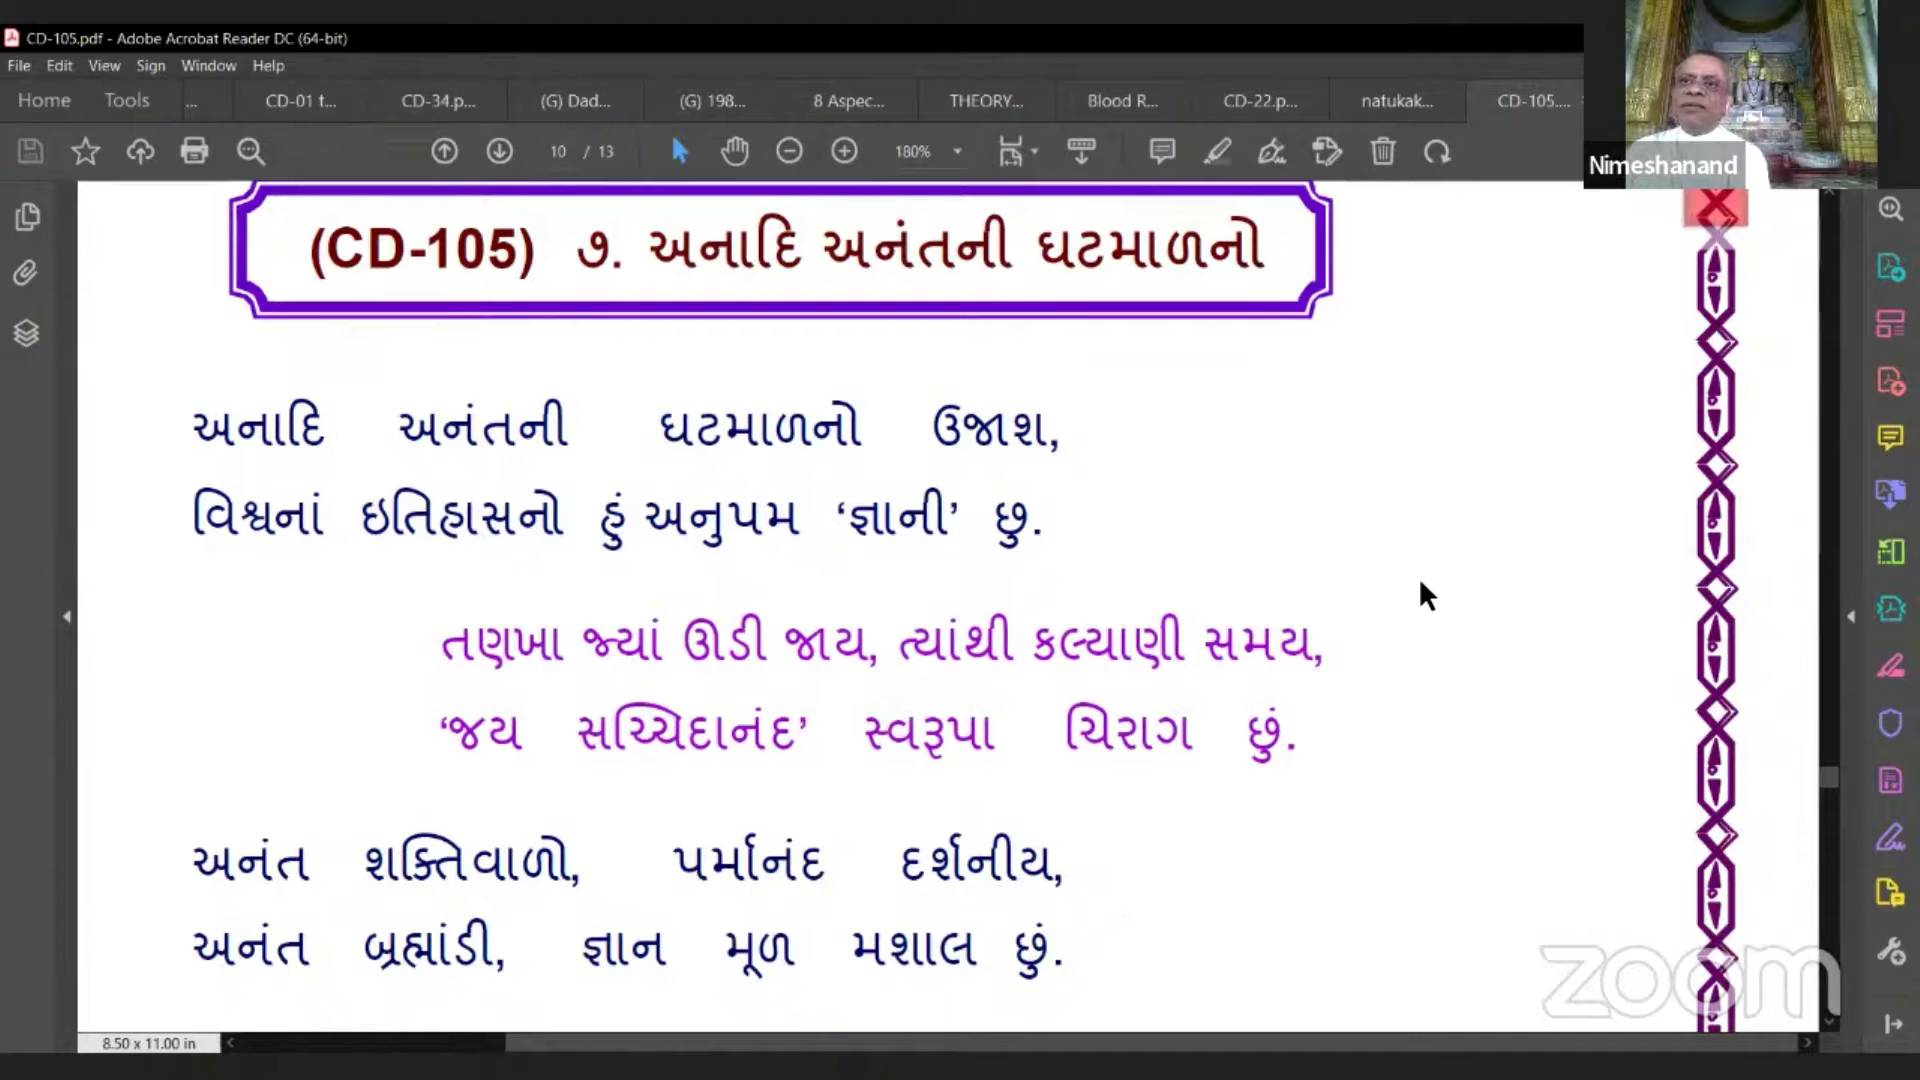 CD-105.pdf - Adobe Acrobat Reader DC (64-bit)
File Edit View Sign Window Help
Home Tools ... CD-01 t... CD-34.p... (G) Dad... (G) 198... 8 Aspec... THEORY... Blood R... CD-22.p... natukak... CD-105....
10 / 13 180%
Nimeshanand
(CD-105) ૭. અનાદિ અનંતની ઘટમાળનો
અનાદિ અનંતની ઘટમાળનો ઉજાશ,
વિશ્વનાં ઇતિહાસનો હું અનુપમ ‘જ્ઞાની’ છુ.
તણખા જ્યાં ઊડી જાય, ત્યાંથી કલ્યાણી સમય,
‘જય સચ્ચિદાનંદ’ સ્વરૂપા ચિરાગ છું.
અનંત શક્તિવાળો, પર્માનંદ દર્શનીય,
અનંત બ્રહ્માંડી, જ્ઞાન મૂળ મશાલ છું.
zoom
8.50 x 11.00 in